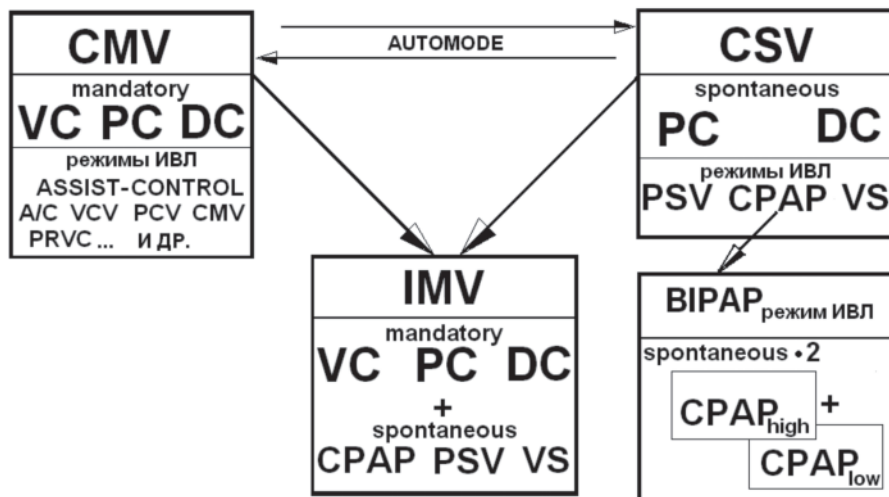 CMV
mandatory
VC PC DC
режимы ИВЛ
ASSIST-CONTROL
A/C VCV PCV CMV
PRVC ... И ДР.
AUTOMODE
CSV
spontaneous
PC DC
режимы ИВЛ
PSV CPAP VS
IMV
mandatory
VC PC DC
+
spontaneous
CPAP PSV VS
BIPAP режим ИВЛ
spontaneous • 2
CPAP high +
CPAP low